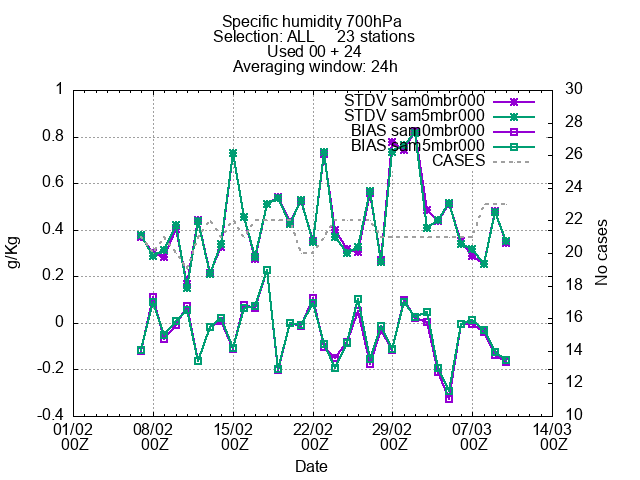 Specific humidity 700hPa
Selection: ALL 23 stations
Used 00 + 24
Averaging window: 24h
STDV sam0mbr000
STDV sam5mbr000
BIAS sam0mbr000
BIAS sam5mbr000
CASES
g/Kg
1
0.8
0.6
0.4
0.2
0
-0.2
-0.4
No cases
30
28
26
24
22
20
18
16
14
12
10
01/02 08/02 15/02 22/02 29/02 07/03 14/03
00Z 00Z 00Z 00Z 00Z 00Z 00Z
Date